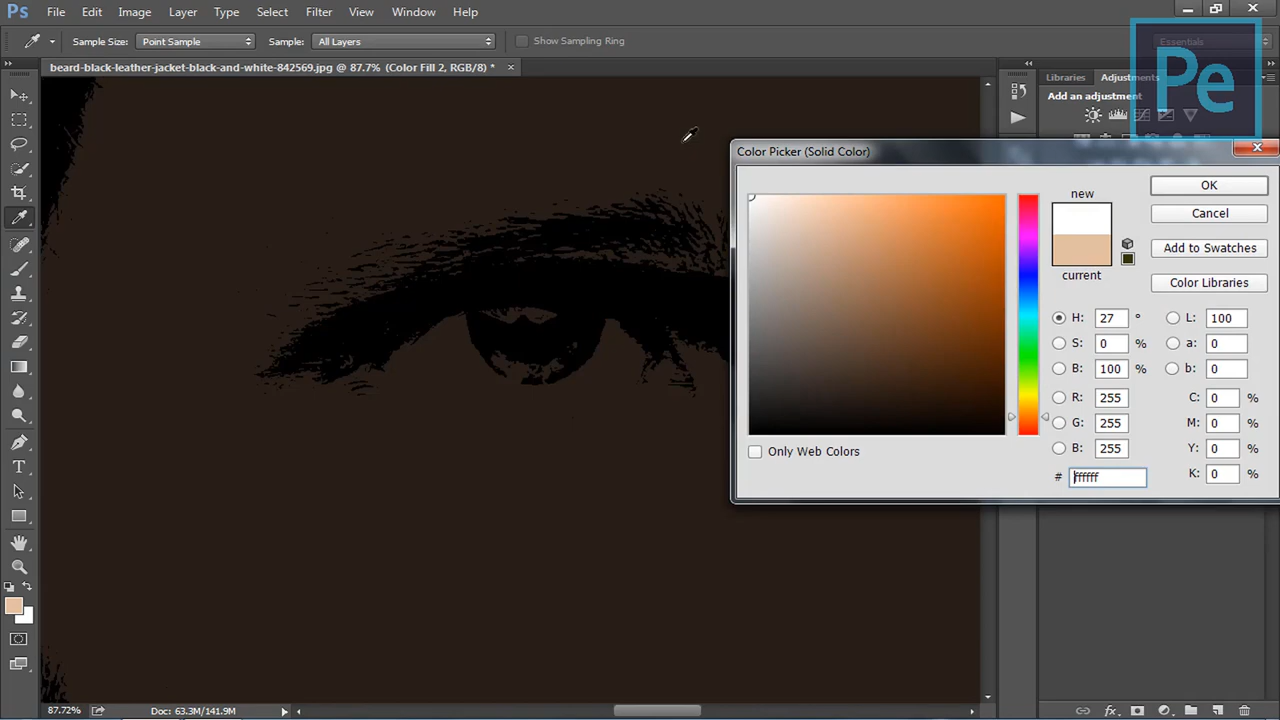 Ps File Edit Image Layer Type Select Filter View Window Help
Sample Size: Point Sample Sample: All Layers Show Sampling Ring Essentials
beard-black-leather-jacket-black-and-white-842569.jpg @ 87.7% (Color Fill 2, RGB/8) * ×
Libraries Adjustments
Add an adjustment
Pe
Color Picker (Solid Color)
new
OK
Cancel
Add to Swatches
current
Color Libraries
H: 27 ° L: 100
S: 0 % a: 0
B: 100 % b: 0
R: 255 C: 0 %
G: 255 M: 0 %
B: 255 Y: 0 %
# ffffff K: 0 %
Only Web Colors
T
87.72% Doc: 63.3M/141.9M
fx